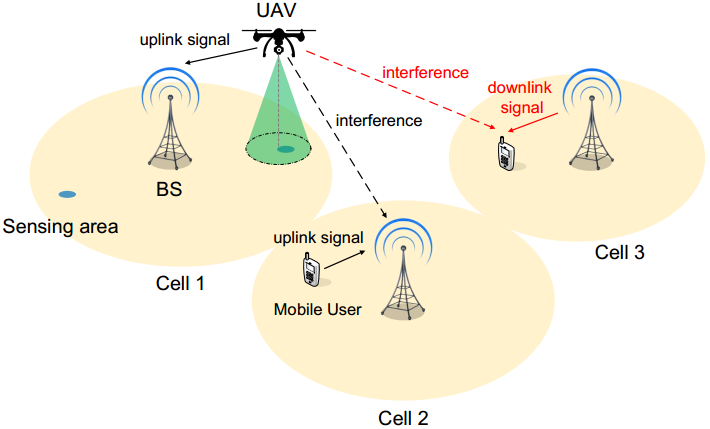 UAV
uplink signal
interference
downlink
signal
interference
BS
Sensing area
uplink signal
Cell 3
Cell 1
Mobile User
Cell 2